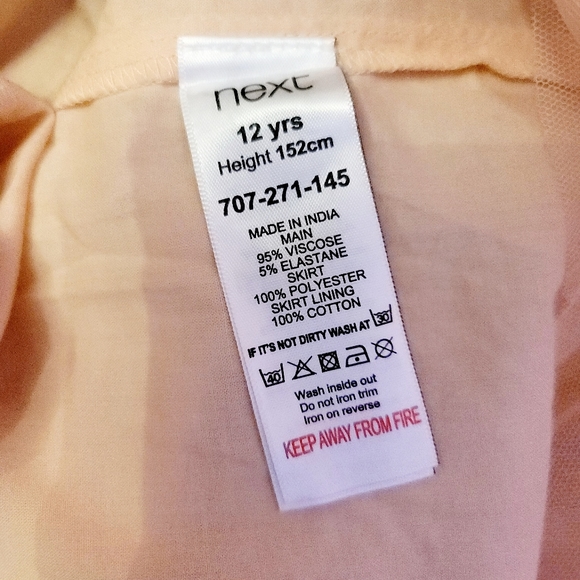 next
12 yrs
Height 152cm
707-271-145
MADE IN INDIA
MAIN
95% VISCOSE
5% ELASTANE
SKIRT
100% POLYESTER
SKIRT LINING
100% COTTON
IF IT'S NOT DIRTY WASH AT 30
40
Wash inside out
Do not iron trim
Iron on reverse
KEEP AWAY FROM FIRE